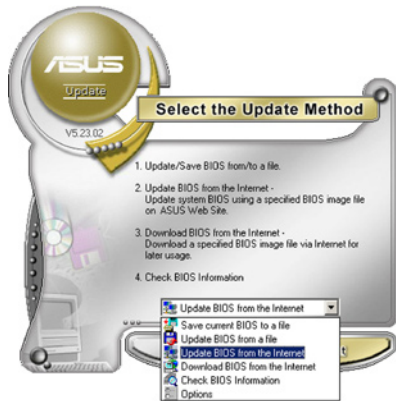 ASUS
Update
V5.23.02
Select the Update Method
1. Update/Save BIOS from/to a file.
2. Update BIOS from the Internet -
Update system BIOS using a specified BIOS image file
on ASUS Web Site.
3. Download BIOS from the Internet -
Download a specified BIOS image file via Internet for
later usage.
4. Check BIOS Information
Update BIOS from the Internet
Save current BIOS to a file
Update BIOS from a file
Update BIOS from the Internet
Download BIOS from the Internet
Check BIOS Information
Options